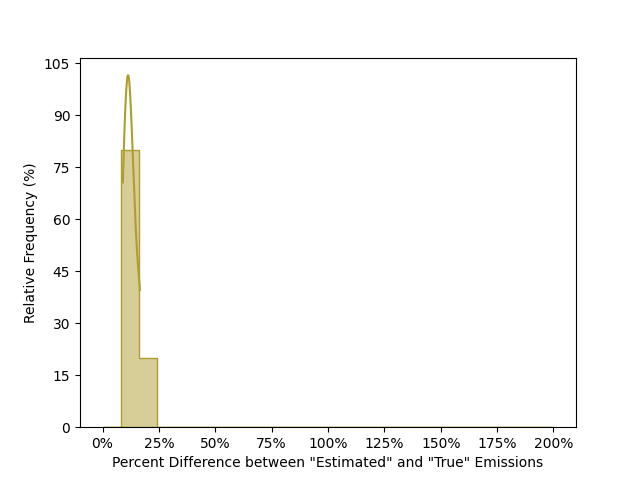 105
90
75
60
45
30
15
0
Relative Frequency (%)
0% 25% 50% 75% 100% 125% 150% 175% 200%
Percent Difference between "Estimated" and "True" Emissions